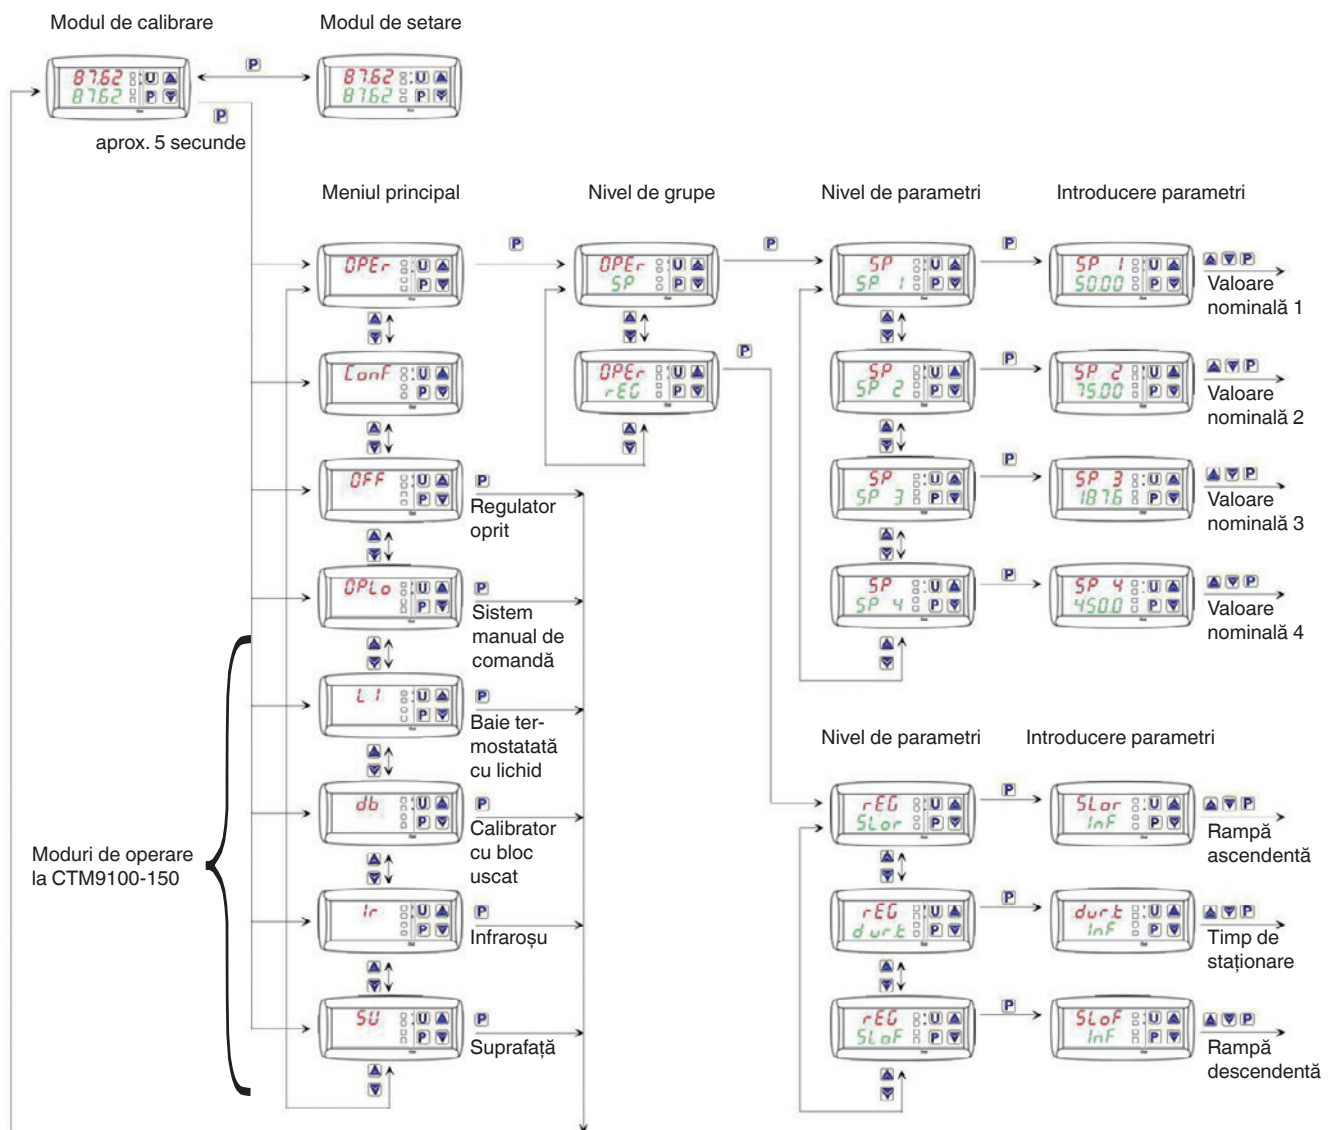 Modul de calibrare
Modul de setare
87.62
87.62
U
P
P
87.62
87.62
U
P
P
aprox. 5 secunde
Meniul principal
Nivel de grupe
Nivel de parametri
Introducere parametri
OPEr
U
P
P
OPEr
SP
U
P
P
SP
SP 1
U
P
P
SP 1
50.00
U
P
P
Valoare
nominală 1
ConF
U
P
OPEr
rEG
U
P
P
SP
SP 2
U
P
P
SP 2
75.00
U
P
P
Valoare
nominală 2
OFF
U
P
P
Regulator
oprit
SP
SP 3
U
P
P
SP 3
187.6
U
P
P
Valoare
nominală 3
OPLo
U
P
P
Sistem
manual de
comandă
SP
SP 4
U
P
P
SP 4
450.0
U
P
P
Valoare
nominală 4
LI
U
P
P
Baie ter-
mostatată
cu lichid
Nivel de parametri
Introducere parametri
db
U
P
P
Calibrator
cu bloc
uscat
rEG
SLor
U
P
P
SLor
InF
U
P
P
Rampă
ascendentă
Moduri de operare
la CTM9100-150
Ir
U
P
P
Infraroșu
rEG
dur.t
U
P
P
dur.t
InF
U
P
P
Timp de
staționare
SU
U
P
P
Suprafață
rEG
SLoF
U
P
P
SLoF
InF
U
P
P
Rampă
descendentă